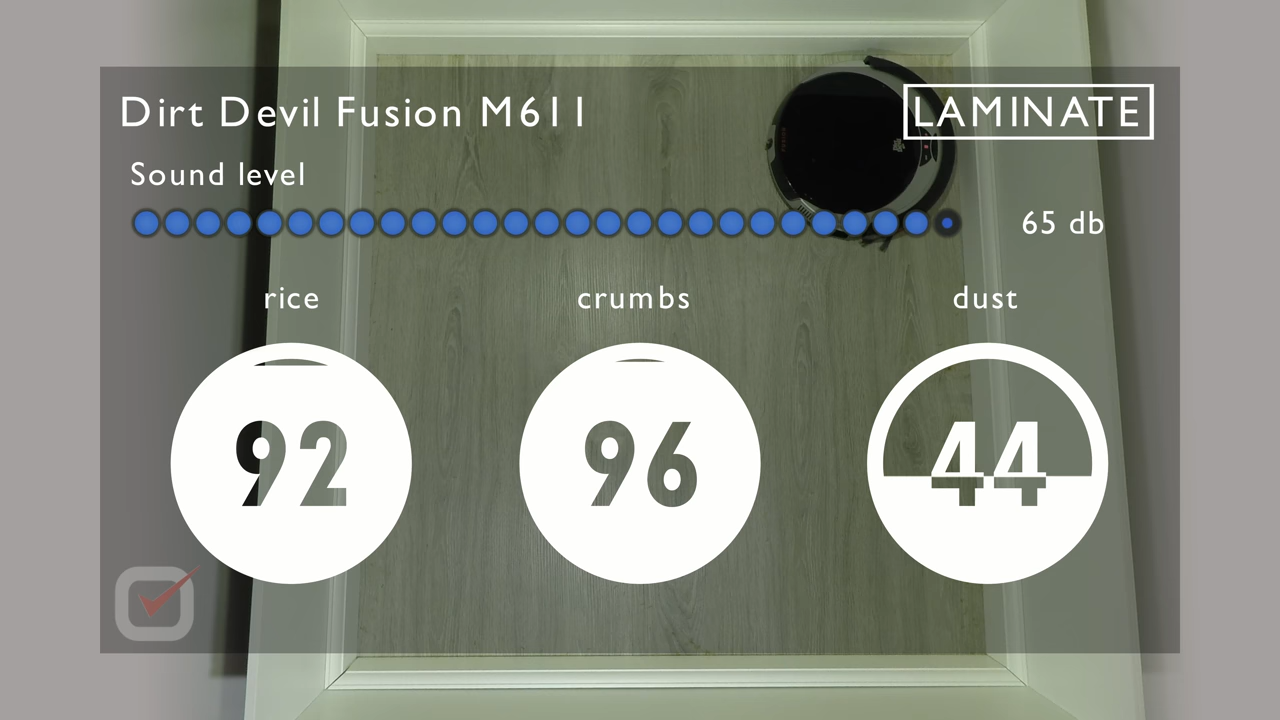 Dirt Devil Fusion M611
LAMINATE
Sound level
65 db
rice
crumbs
dust
92
96
44